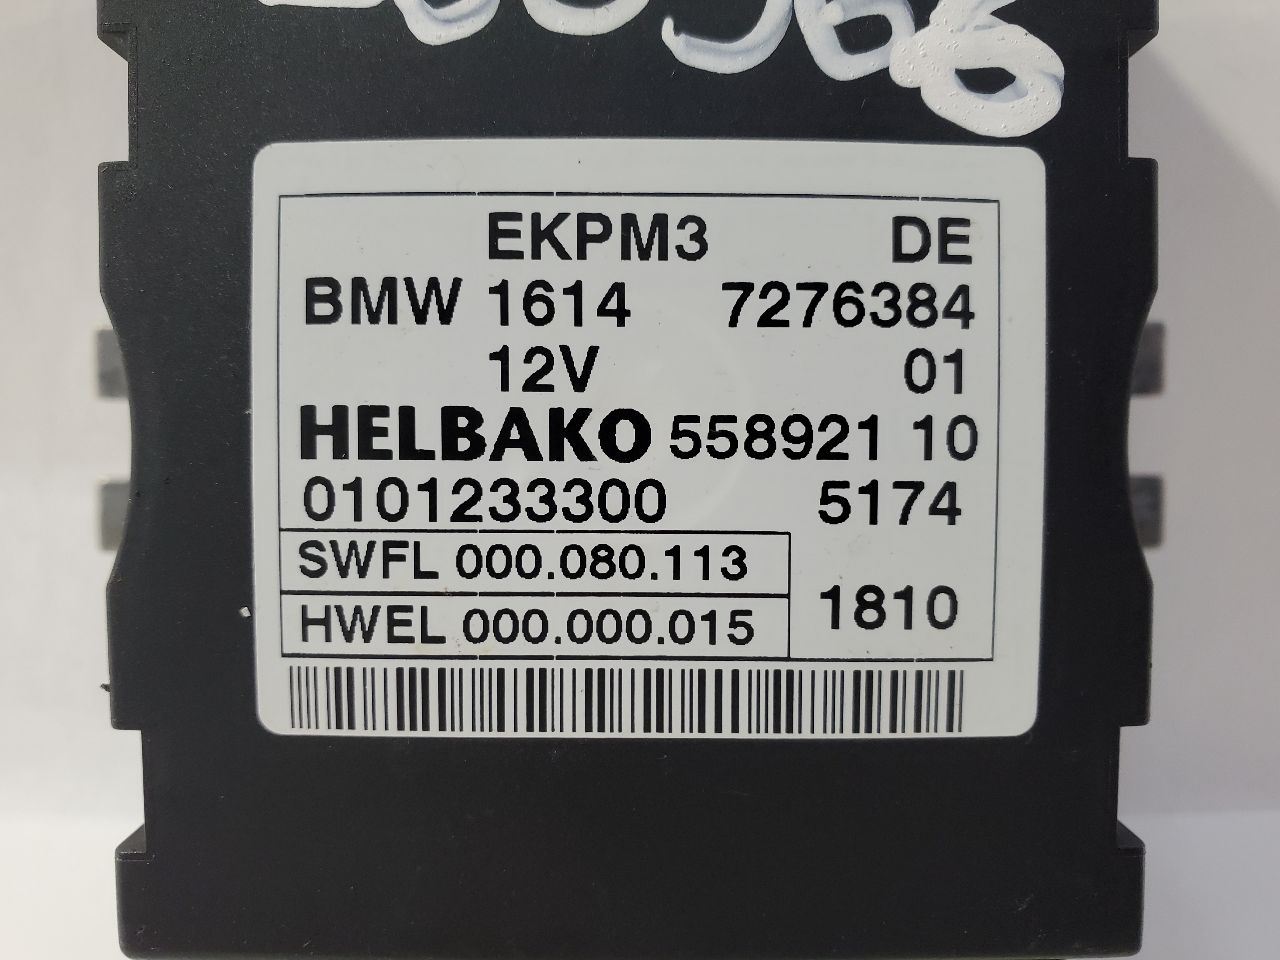 EKPM3 DE
BMW 1614 7276384
12V 01
HELBAKO 558921 10
0101233300 5174
SWFL 000.080.113
HWEL 000.000.015
1810